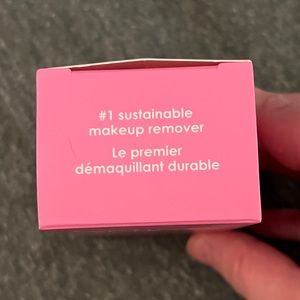 #1 sustainable
makeup remover
Le premier
démaquillant durable